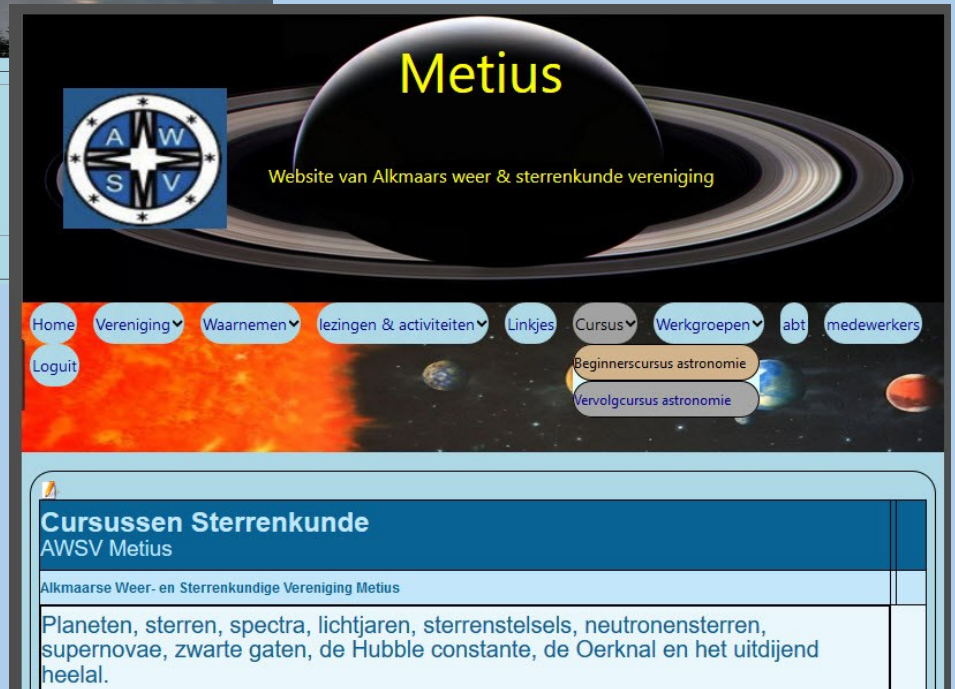 Metius
A W
S V
Website van Alkmaars weer & sterrenkunde vereniging
Home Vereniging Waarnemen lezingen & activiteiten Linkjes Cursus Werkgroepen abt medewerkers
Loguit
Beginnerscursus astronomie
Vervolgcursus astronomie
Cursussen Sterrenkunde
AWSV Metius
Alkmaarse Weer- en Sterrenkundige Vereniging Metius
Planeten, sterren, spectra, lichtjaren, sterrenstelsels, neutronensterren,
supernovae, zwarte gaten, de Hubble constante, de Oerknal en het uitdijend
heelal.